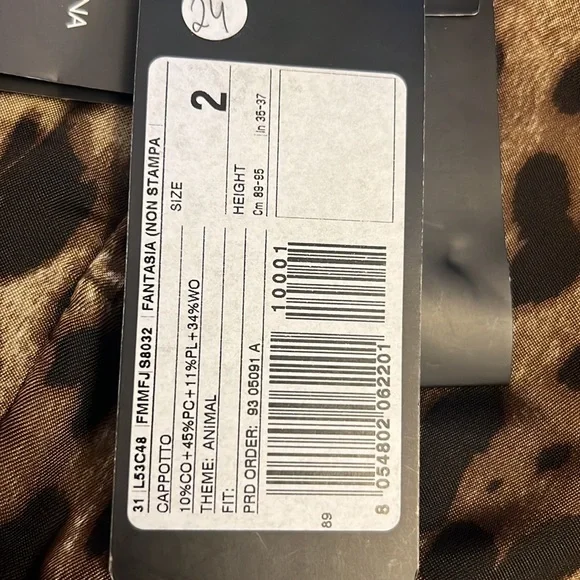 24
VA
31 L53C48 FMMFJ S8032 FANTASIA (NON STAMPA
CAPPOTTO
SIZE 2
10%CO+45%PC+11%PL+34%WO
THEME: ANIMAL
HEIGHT
FIT:
Cm 89-95 In 35-37
PRD ORDER: 93 05091 A
10001
8 054802 062201
89